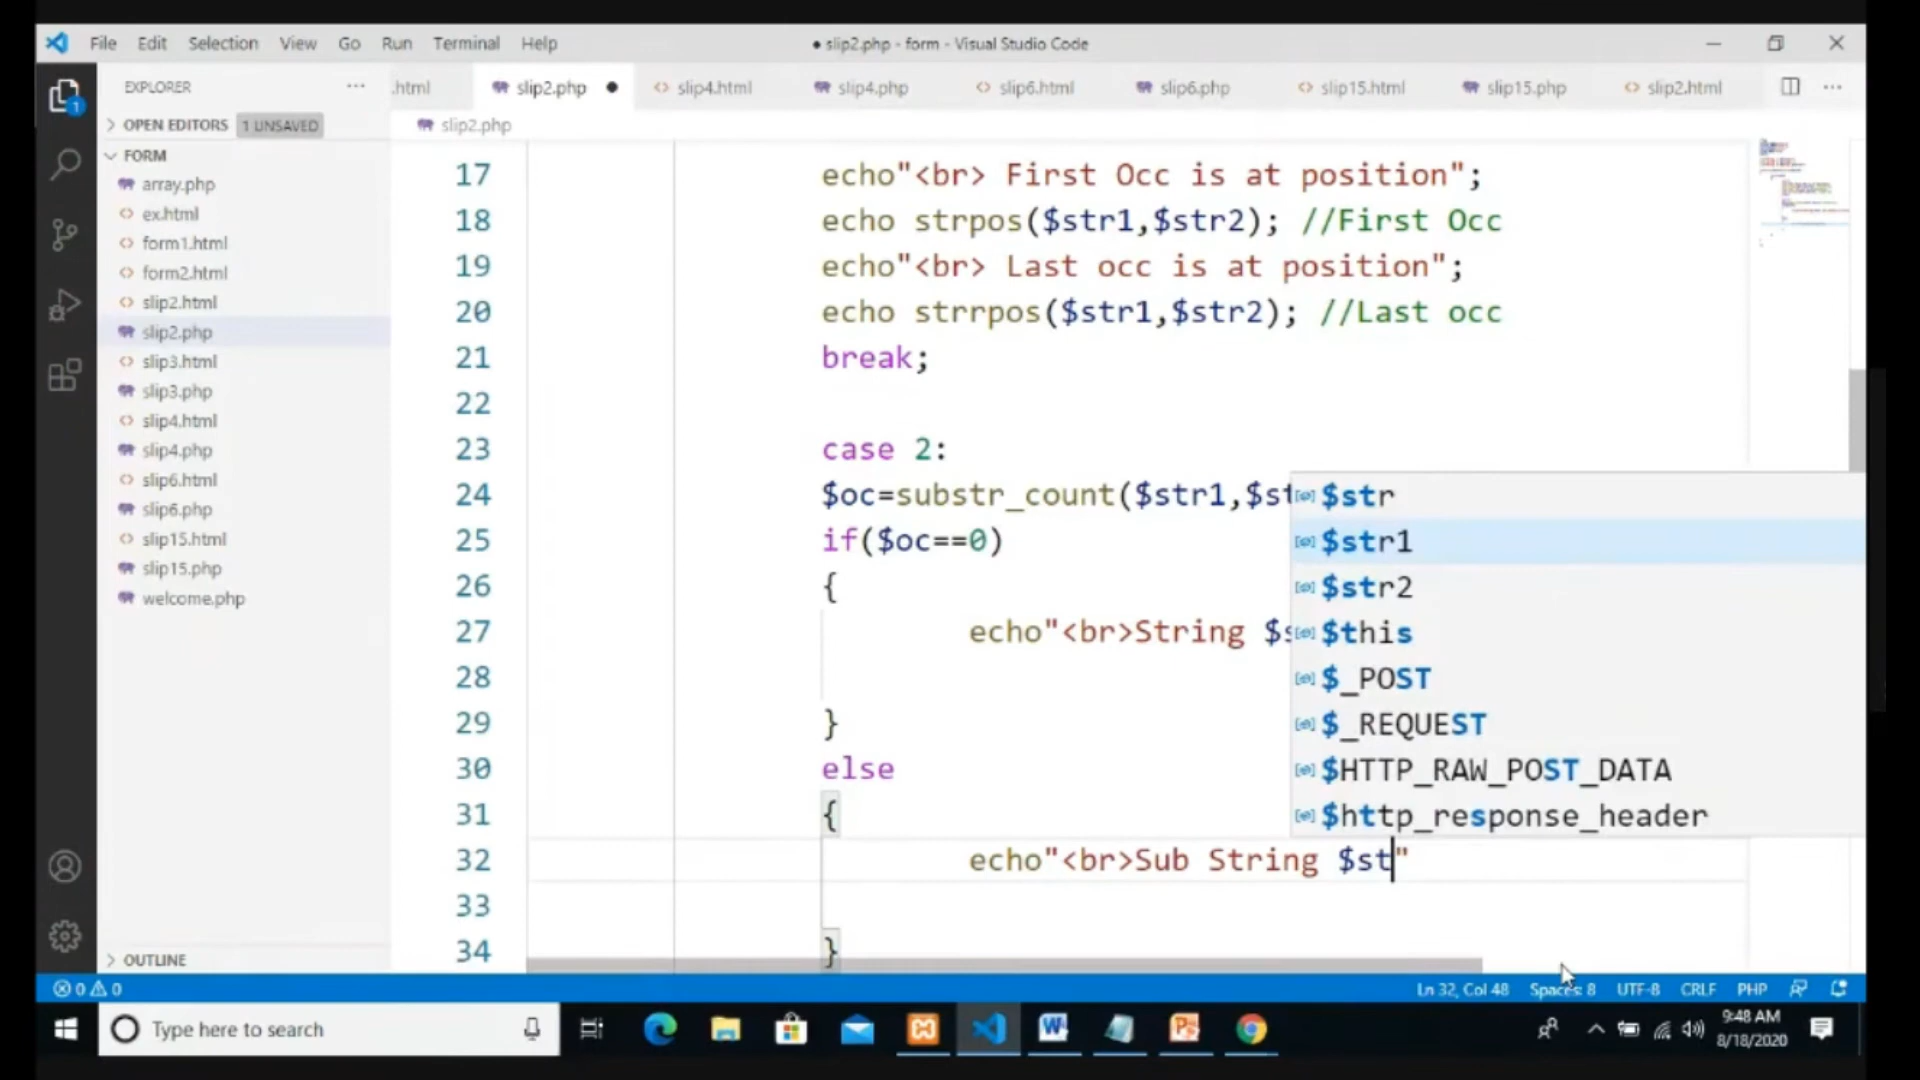 File Edit Selection View Go Run Terminal Help
● slip2.php - form - Visual Studio Code
EXPLORER
.html slip2.php ● slip4.html slip4.php slip6.html slip6.php slip15.html slip15.php slip2.html
OPEN EDITORS 1 UNSAVED
slip2.php
FORM
array.php
ex.html
form1.html
form2.html
slip2.html
slip2.php
slip3.html
slip3.php
slip4.html
slip4.php
slip6.html
slip6.php
slip15.html
slip15.php
welcome.php
OUTLINE
1
17 echo"<br> First Occ is at position";
18 echo strpos($str1,$str2); //First Occ
19 echo"<br> Last occ is at position";
20 echo strrpos($str1,$str2); //Last occ
21 break;
22
23 case 2:
24 $oc=substr_count($str1,$st
25 if($oc==0)
26 {
27 echo"<br>String $s
28
29 }
30 else
31 {
32 echo"<br>Sub String $st"
33
34 }
$str
$str1
$str2
$this
$_POST
$_REQUEST
$HTTP_RAW_POST_DATA
$http_response_header
0 0
Ln 32, Col 48 Spaces: 8 UTF-8 CRLF PHP
Type here to search
9:48 AM
8/18/2020